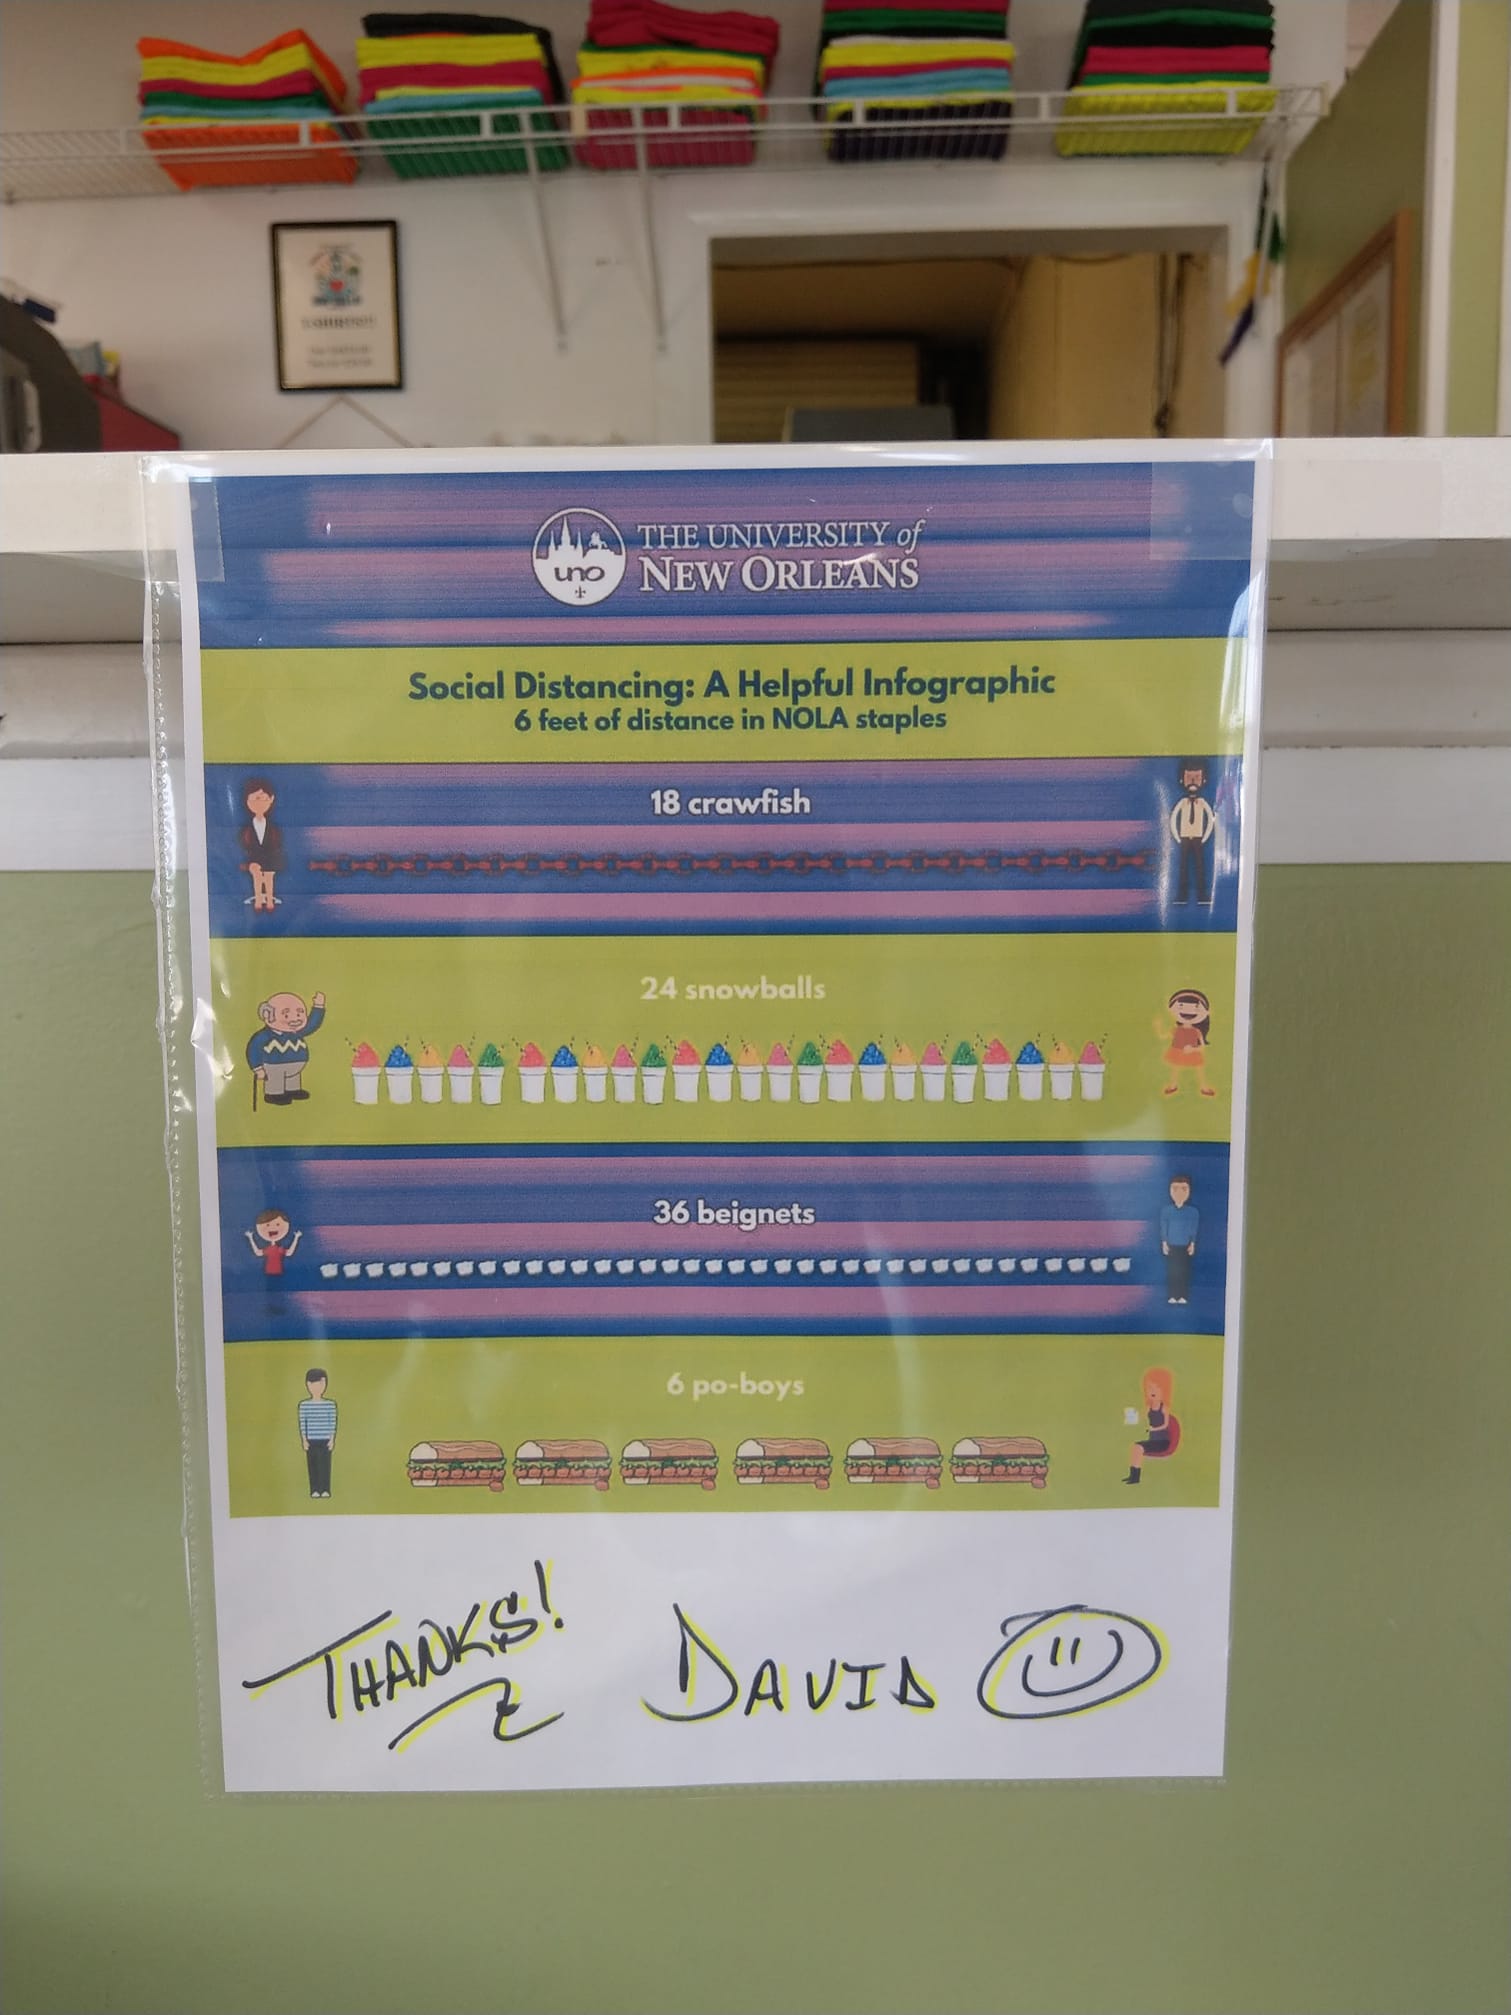 uno
THE UNIVERSITY of
NEW ORLEANS
Social Distancing: A Helpful Infographic
6 feet of distance in NOLA staples
18 crawfish
24 snowballs
36 beignets
6 po-boys
THANKS!
DAVID